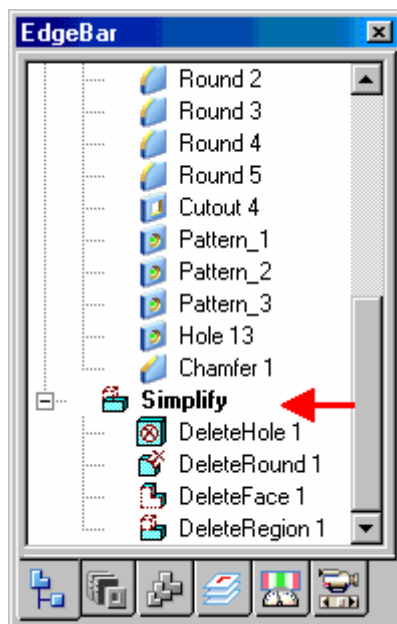 EdgeBar
Round 2
Round 3
Round 4
Round 5
Cutout 4
Pattern_1
Pattern_2
Pattern_3
Hole 13
Chamfer 1
Simplify
DeleteHole 1
DeleteRound 1
DeleteFace 1
DeleteRegion 1